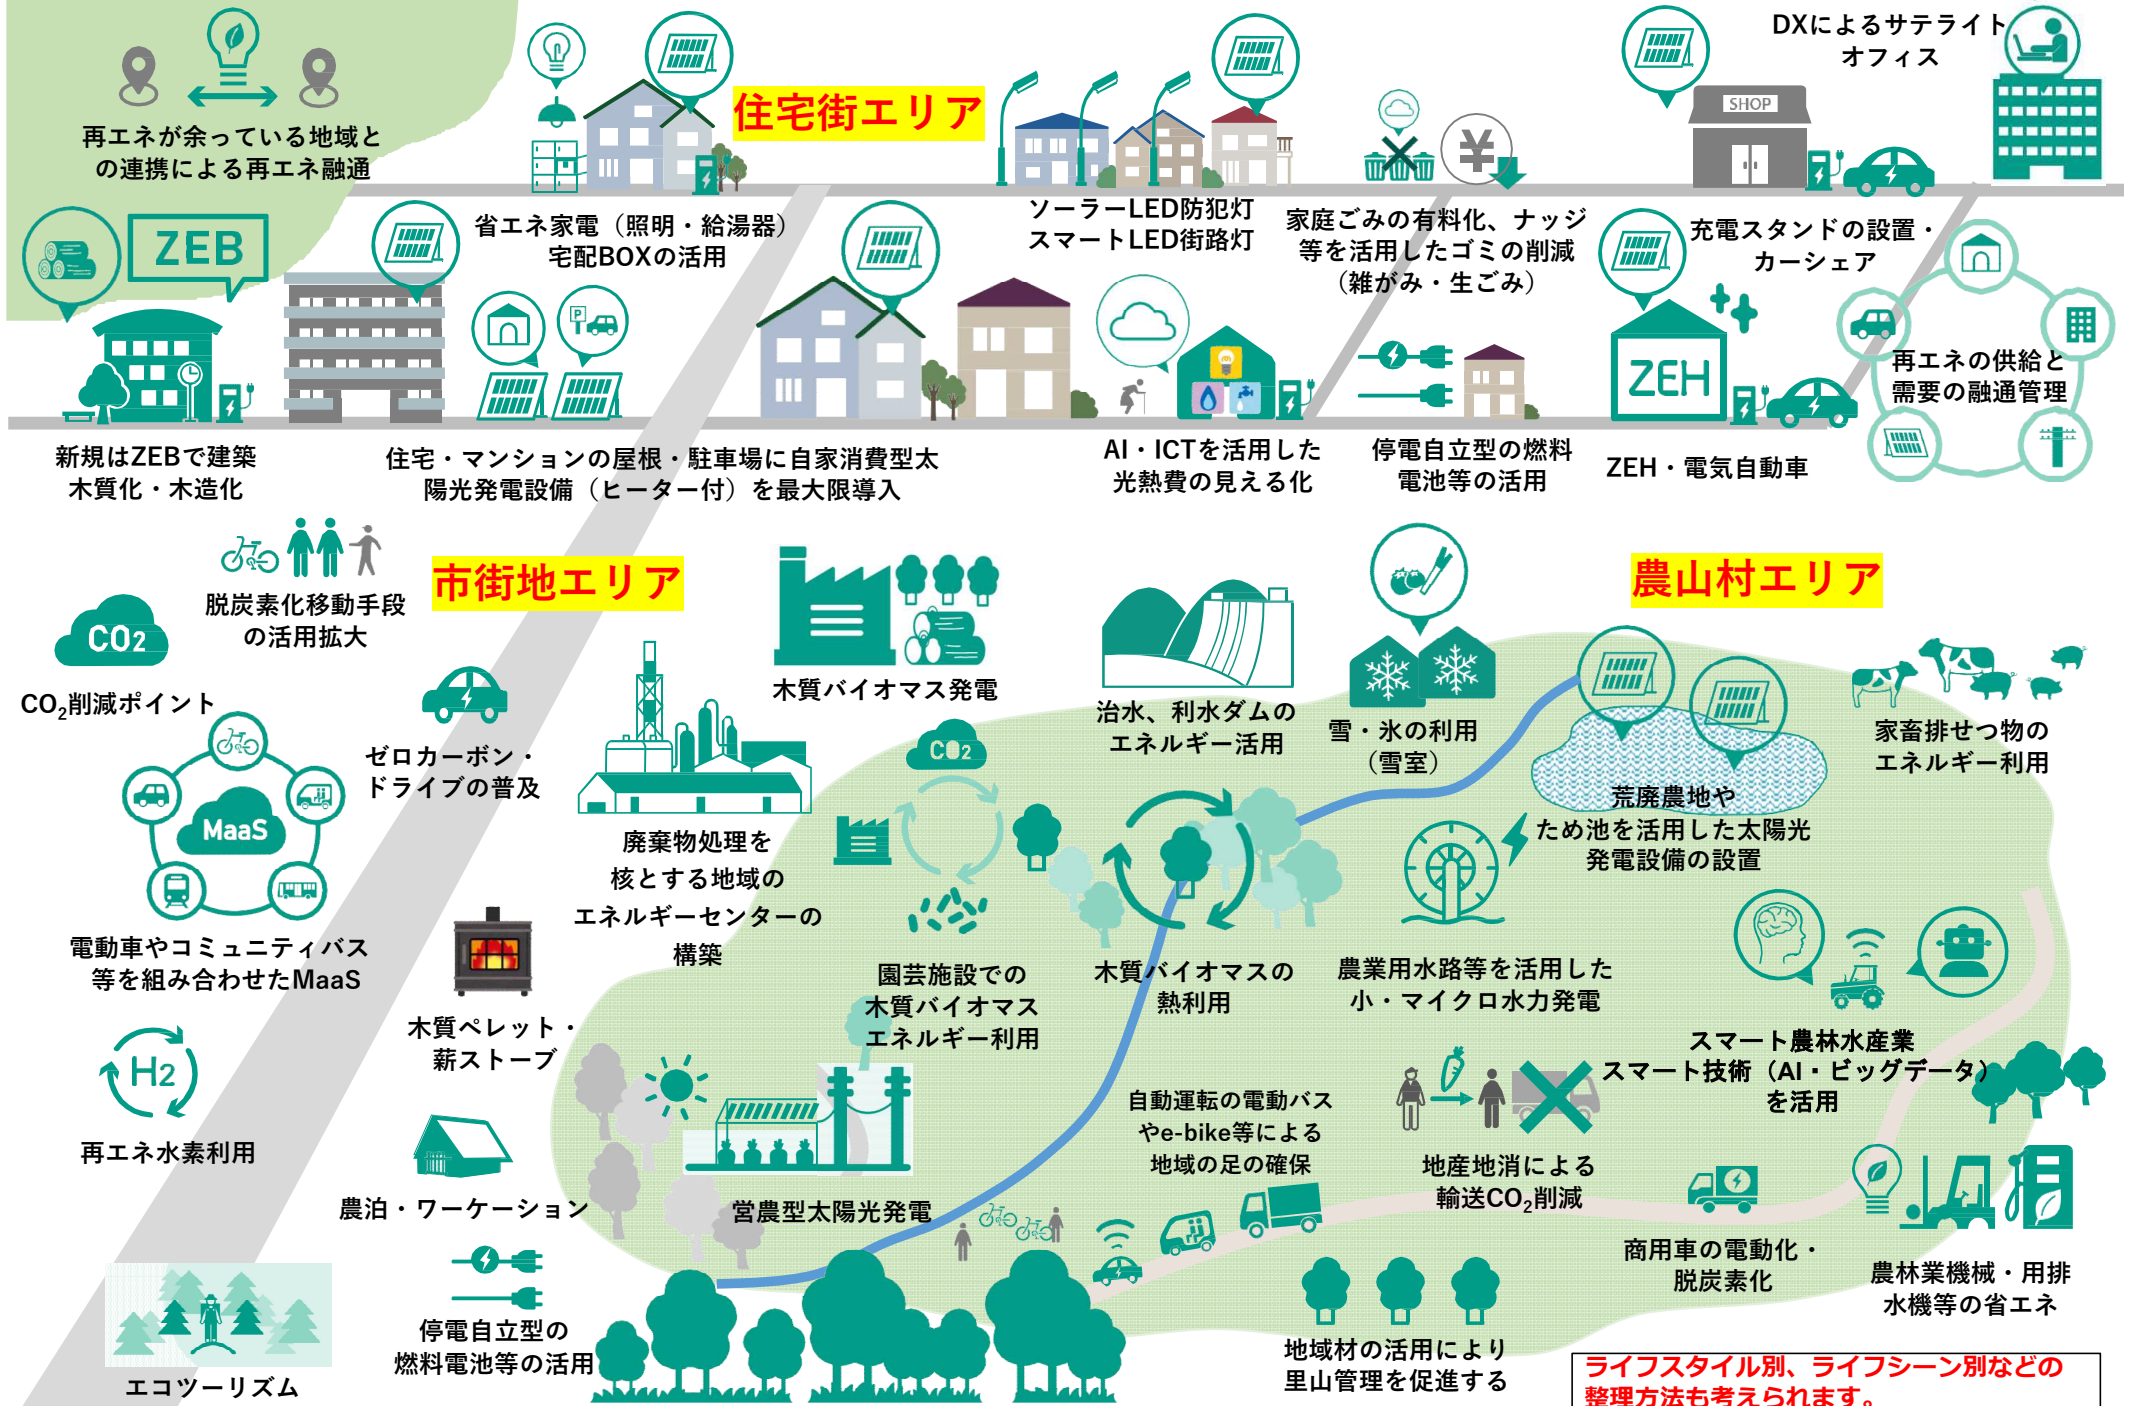 再エネが余っている地域と
の連携による再エネ融通
住宅街エリア
SHOP
DXによるサテライト
オフィス
省エネ家電（照明・給湯器）
宅配BOXの活用
ソーラーLED防犯灯
スマートLED街路灯
¥
家庭ごみの有料化、ナッジ
等を活用したゴミの削減
（雑がみ・生ごみ）
充電スタンドの設置・
カーシェア
ZEB
新規はZEBで建築
木質化・木造化
P
住宅・マンションの屋根・駐車場に自家消費型太
陽光発電設備（ヒーター付）を最大限導入
AI・ICTを活用した
光熱費の見える化
停電自立型の燃料
電池等の活用
ZEH
ZEH・電気自動車
再エネの供給と
需要の融通管理
市街地エリア
脱炭素化移動手段
の活用拡大
CO2
CO₂削減ポイント
MaaS
電動車やコミュニティバス
等を組み合わせたMaaS
H2
再エネ水素利用
エコツーリズム
ゼロカーボン・
ドライブの普及
木質ペレット・
薪ストーブ
農泊・ワーケーション
停電自立型の
燃料電池等の活用
廃棄物処理を
核とする地域の
エネルギーセンターの
構築
木質バイオマス発電
農山村エリア
治水、利水ダムの
エネルギー活用
雪・氷の利用
（雪室）
家畜排せつ物の
エネルギー利用
荒廃農地や
ため池を活用した太陽光
発電設備の設置
CO2
園芸施設での
木質バイオマス
エネルギー利用
木質バイオマスの
熱利用
農業用水路等を活用した
小・マイクロ水力発電
スマート農林水産業
スマート技術（AI・ビッグデータ）
を活用
営農型太陽光発電
自動運転の電動バス
やe-bike等による
地域の足の確保
地産地消による
輸送CO₂削減
商用車の電動化・
脱炭素化
農林業機械・用排
水機等の省エネ
地域材の活用により
里山管理を促進する
ライフスタイル別、ライフシーン別などの
整理方法も考えられます。